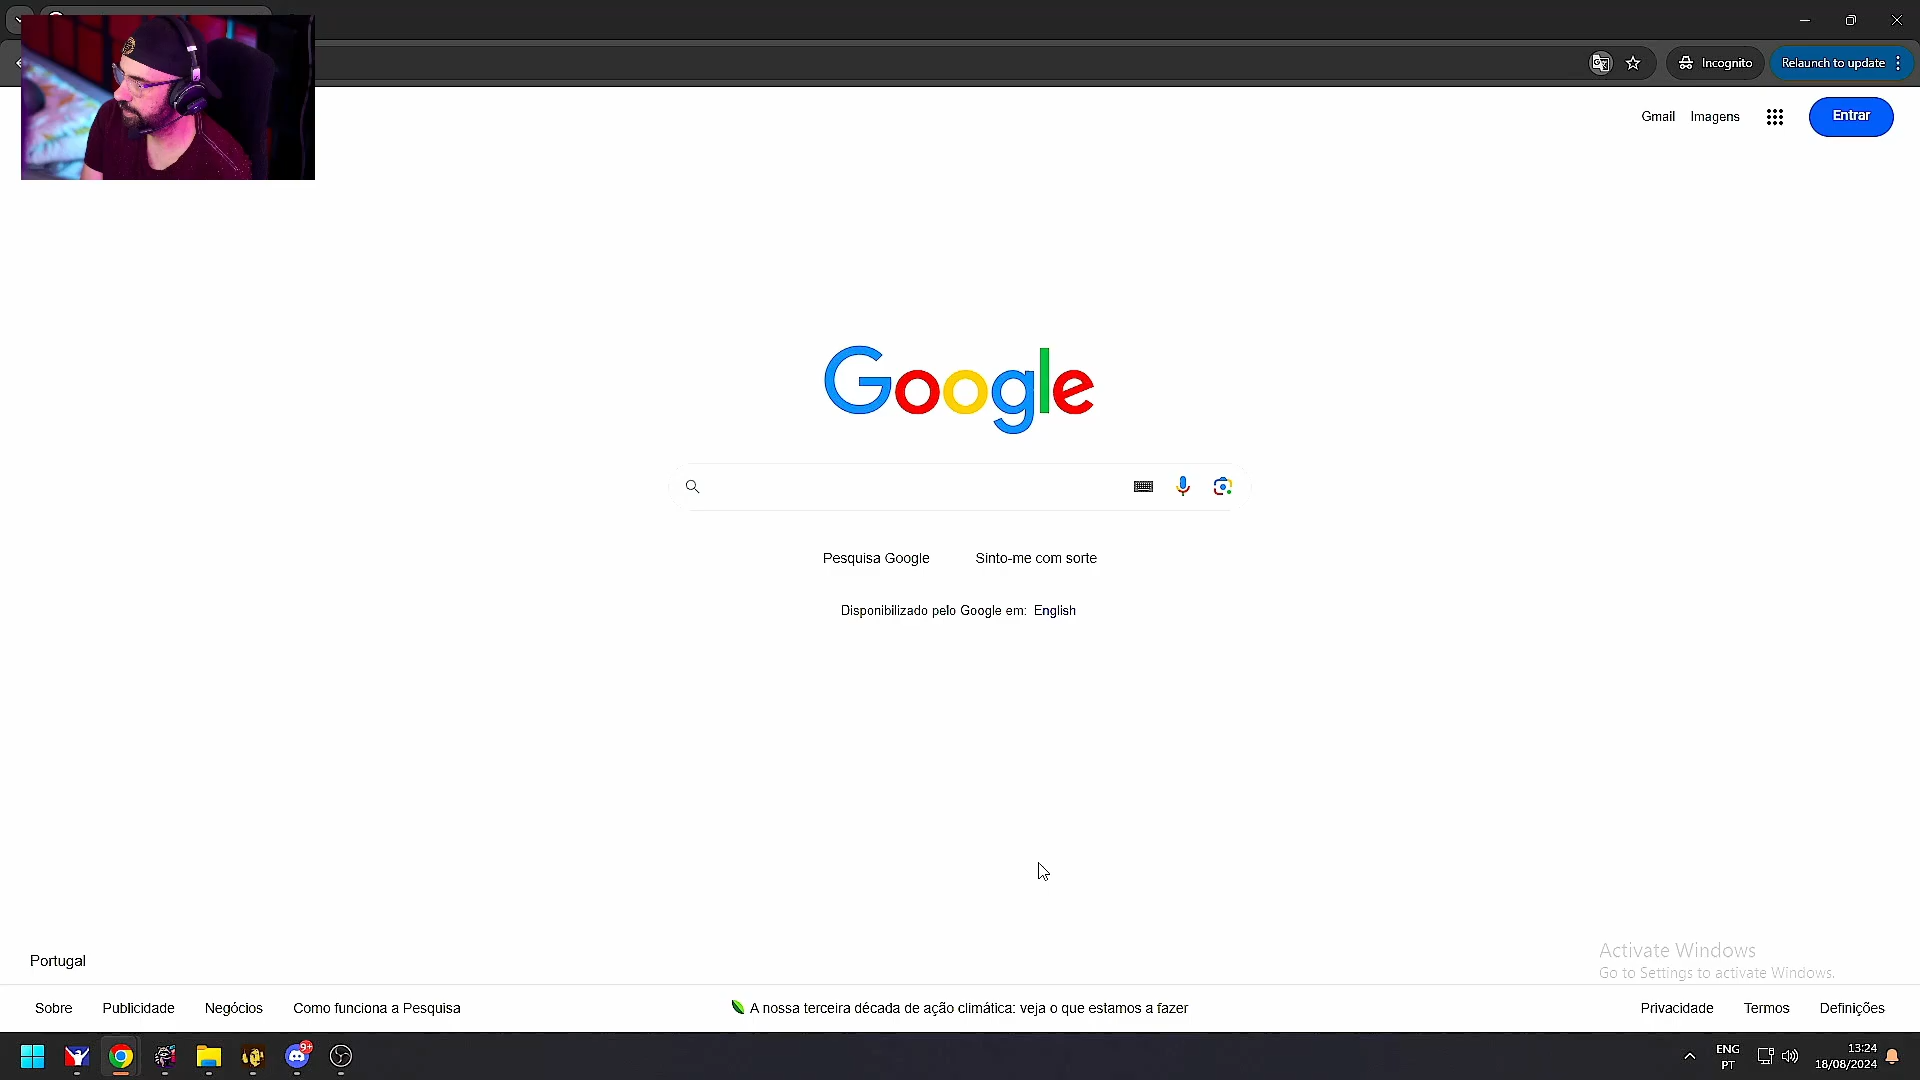 Incognito
Relaunch to update
Gmail
Imagens
Entrar
Google
Pesquisa Google
Sinto-me com sorte
Disponibilizado pelo Google em: English
Portugal
Activate Windows
Go to Settings to activate Windows.
Sobre
Publicidade
Negócios
Como funciona a Pesquisa
A nossa terceira década de ação climática: veja o que estamos a fazer
Privacidade
Termos
Definições
9+
ENG
PT
13:24
18/08/2024